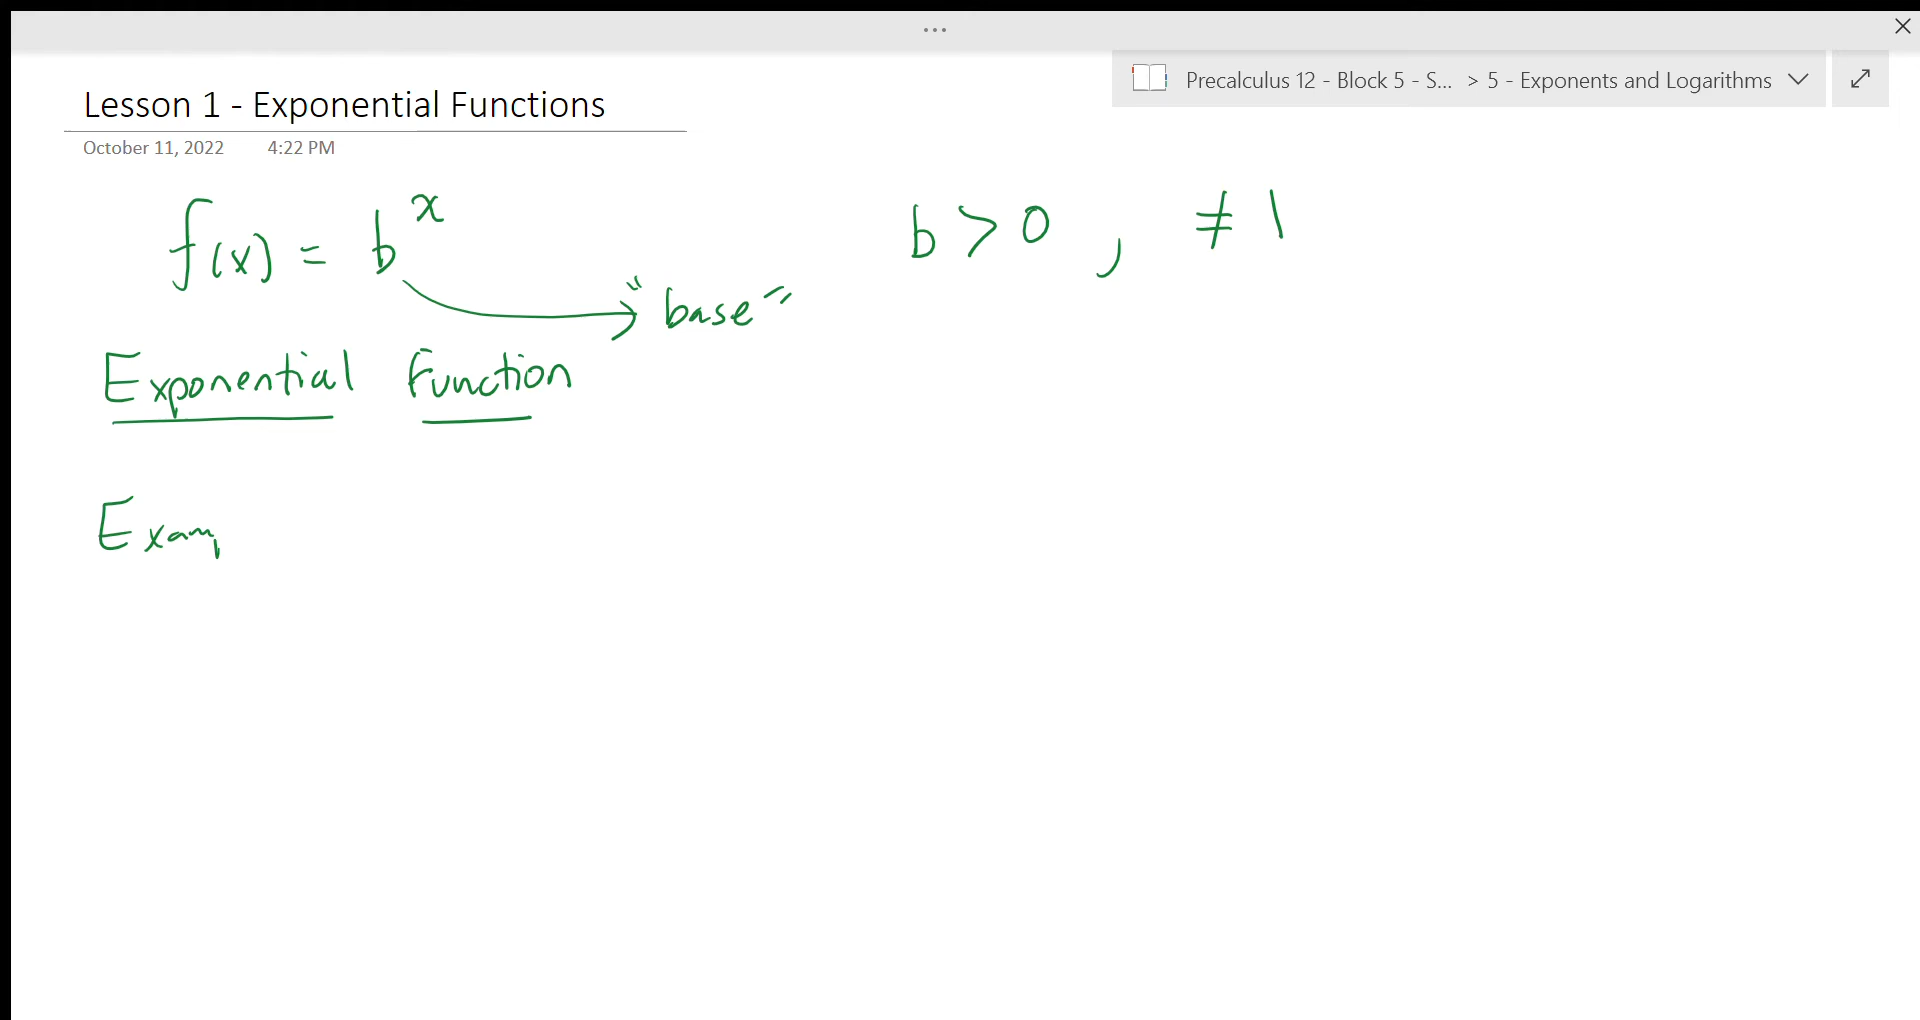 ...
Precalculus 12 - Block 5 - S... > 5 - Exponents and Logarithms
Lesson 1 - Exponential Functions
October 11, 2022 4:22 PM
f(x) = b^x b > 0 , ≠ 1
"base"
Exponential Function
Exam